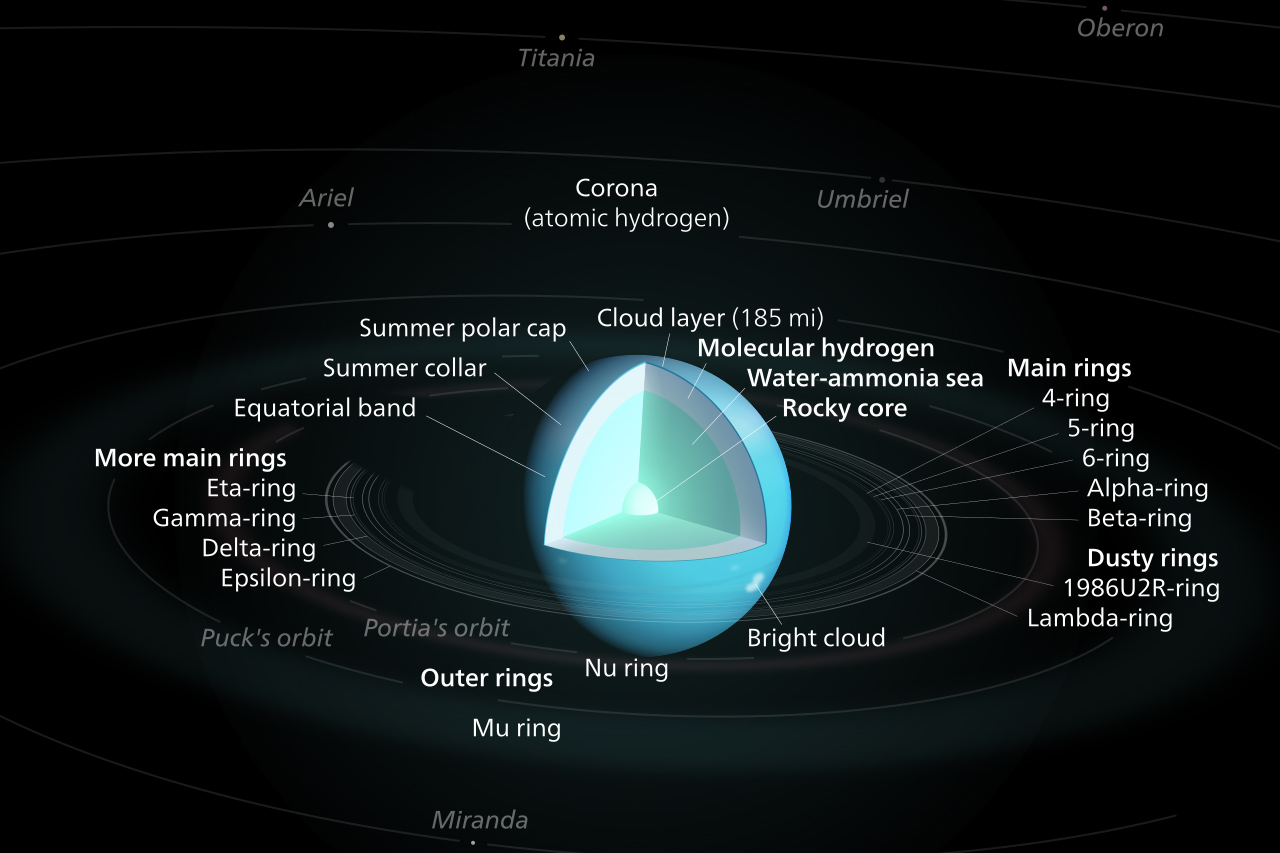 Oberon
Titania
Ariel
Corona
(atomic hydrogen)
Umbriel
Summer polar cap
Summer collar
Equatorial band
Cloud layer (185 mi)
Molecular hydrogen
Water-ammonia sea
Rocky core
Main rings
4-ring
5-ring
6-ring
Alpha-ring
Beta-ring
Dusty rings
1986U2R-ring
Lambda-ring
More main rings
Eta-ring
Gamma-ring
Delta-ring
Epsilon-ring
Puck's orbit
Portia's orbit
Bright cloud
Outer rings
Nu ring
Mu ring
Miranda